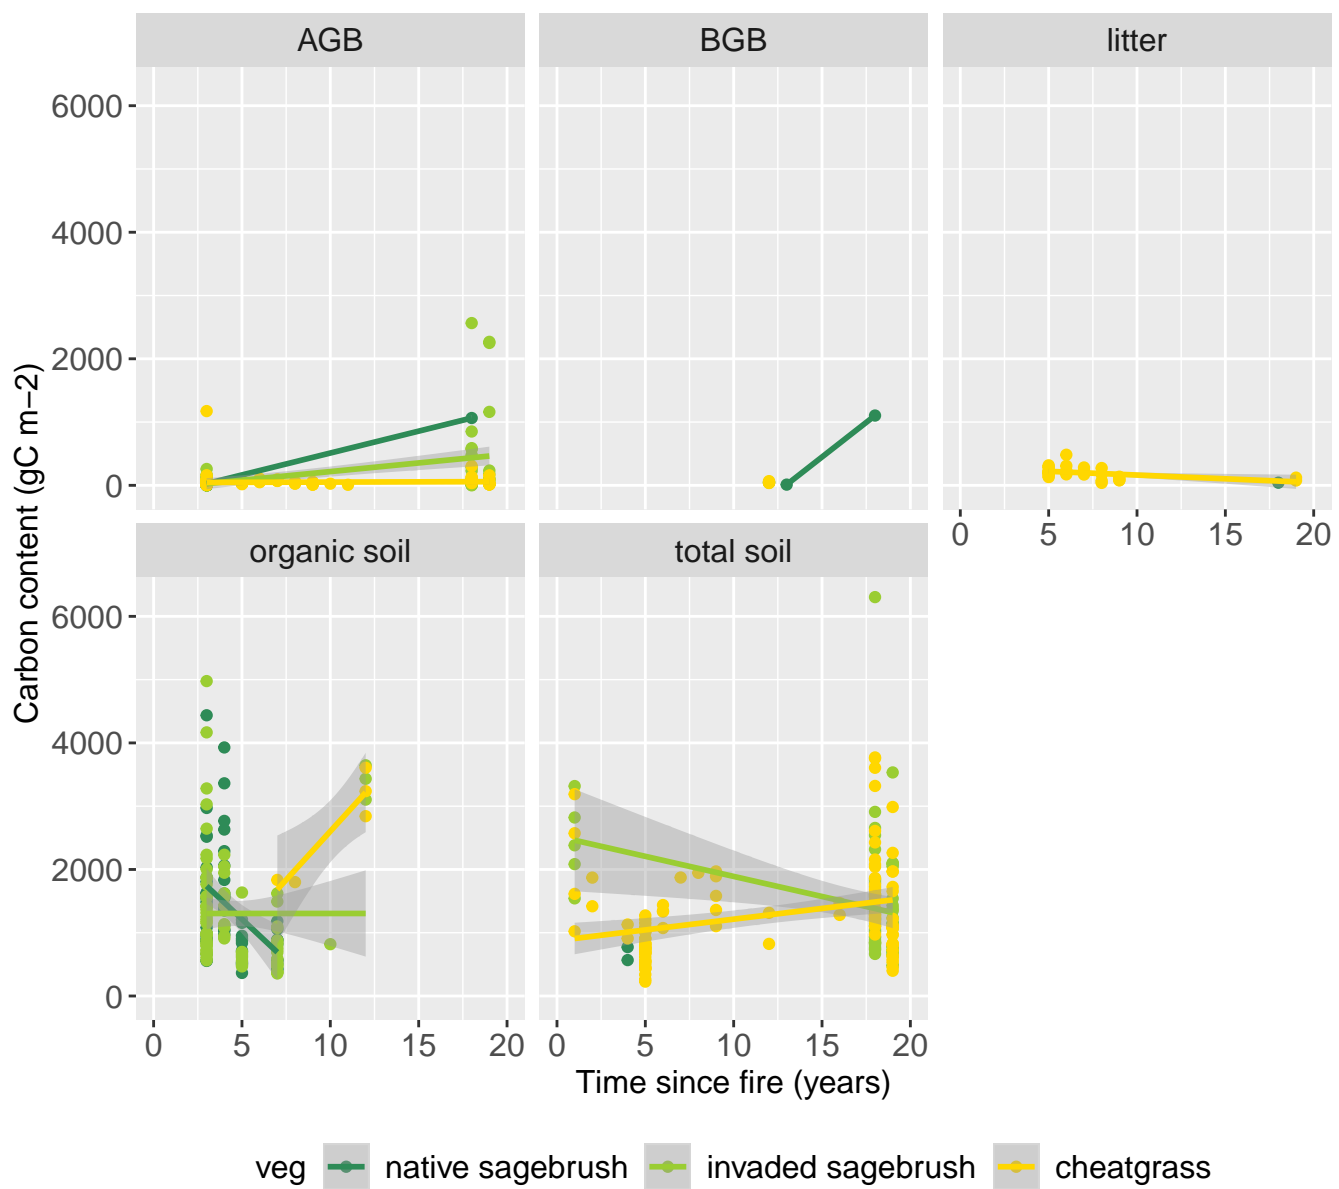 AGB BGB litter
6000
4000
2000
0
0 5 10 15 20
organic soil total soil
6000
4000
2000
0
0 5 10 15 20 0 5 10 15 20
Carbon content (gC m−2)
Time since fire (years)
veg native sagebrush invaded sagebrush cheatgrass